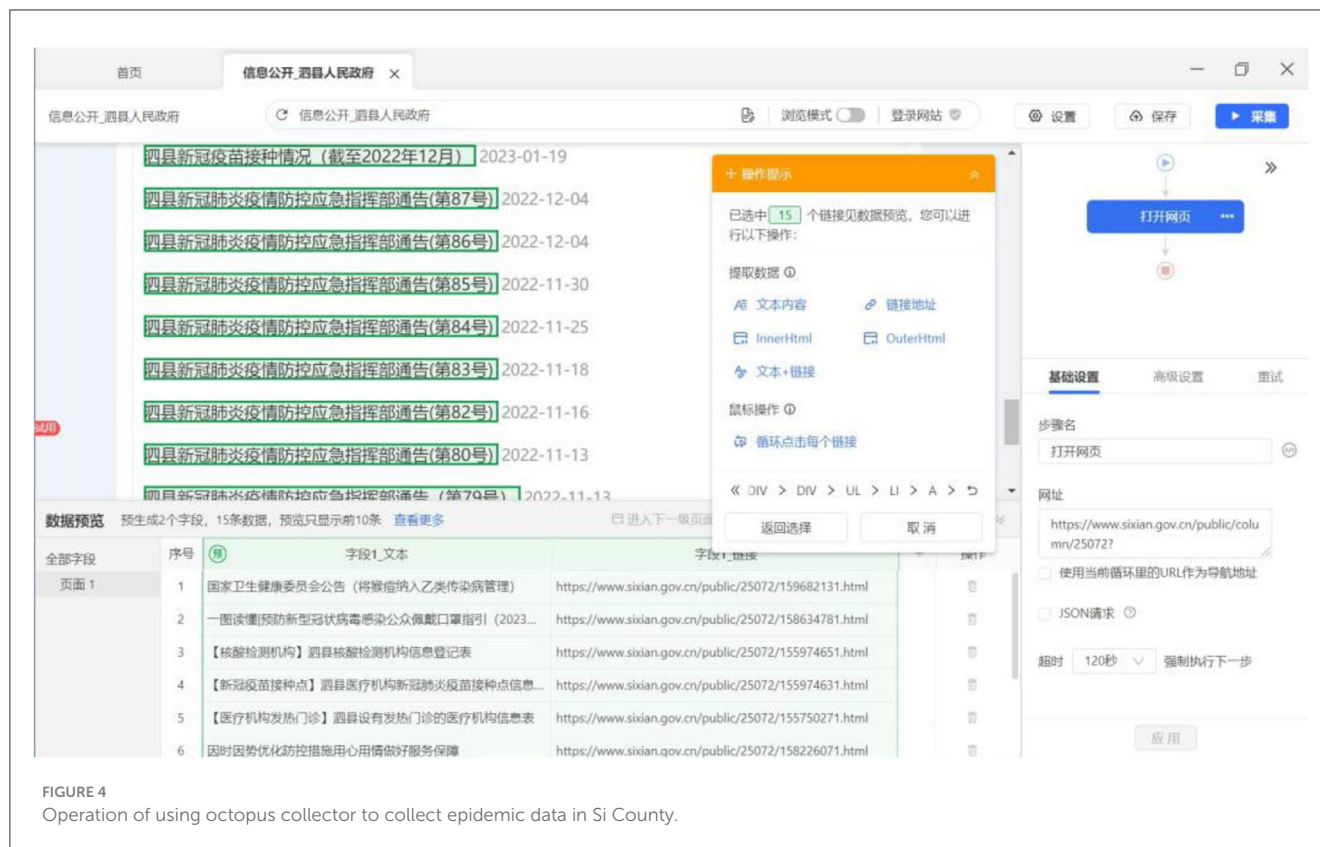 首页
信息公开_泗县人民政府 ×
信息公开_泗县人民政府
信息公开_泗县人民政府
浏览模式
登录网站
设置
保存
采集
泗县新冠疫苗接种情况（截至2022年12月） 2023-01-19
泗县新冠肺炎疫情防控应急指挥部通告(第87号) 2022-12-04
泗县新冠肺炎疫情防控应急指挥部通告(第86号) 2022-12-04
泗县新冠肺炎疫情防控应急指挥部通告(第85号) 2022-11-30
泗县新冠肺炎疫情防控应急指挥部通告(第84号) 2022-11-25
泗县新冠肺炎疫情防控应急指挥部通告(第83号) 2022-11-18
泗县新冠肺炎疫情防控应急指挥部通告(第82号) 2022-11-16
泗县新冠肺炎疫情防控应急指挥部通告(第80号) 2022-11-13
泗县新冠肺炎疫情防控应急指挥部通告（第79号） 2022-11-13
试用
+ 操作提示
已选中 15 个链接见数据预览，您可以进
行以下操作：
提取数据
文本内容
链接地址
InnerHtml
OuterHtml
文本+链接
鼠标操作
循环点击每个链接
« DIV > DIV > UL > LI > A >
返回选择
取消
打开网页 •••
基础设置
高级设置
重试
步骤名
打开网页
网址
https://www.sixian.gov.cn/public/colu
mn/25072?
使用当前循环里的URL作为导航地址
JSON请求
超时 120秒 强制执行下一步
应用
数据预览 预生成2个字段，15条数据，预览只显示前10条 查看更多
进入下一级页面
全部字段
页面 1
序号 预 字段1_文本 字段1_链接 操作
1 国家卫生健康委员会公告（将猴痘纳入乙类传染病管理） https://www.sixian.gov.cn/public/25072/159682131.html
2 一图读懂|预防新型冠状病毒感染公众佩戴口罩指引（2023... https://www.sixian.gov.cn/public/25072/158634781.html
3 【核酸检测机构】泗县核酸检测机构信息登记表 https://www.sixian.gov.cn/public/25072/155974651.html
4 【新冠疫苗接种点】泗县医疗机构新冠肺炎疫苗接种点信息... https://www.sixian.gov.cn/public/25072/155974631.html
5 【医疗机构发热门诊】泗县设有发热门诊的医疗机构信息表 https://www.sixian.gov.cn/public/25072/155750271.html
6 因时因势优化防控措施用心用情做好服务保障 https://www.sixian.gov.cn/public/25072/158226071.html
FIGURE 4
Operation of using octopus collector to collect epidemic data in Si County.